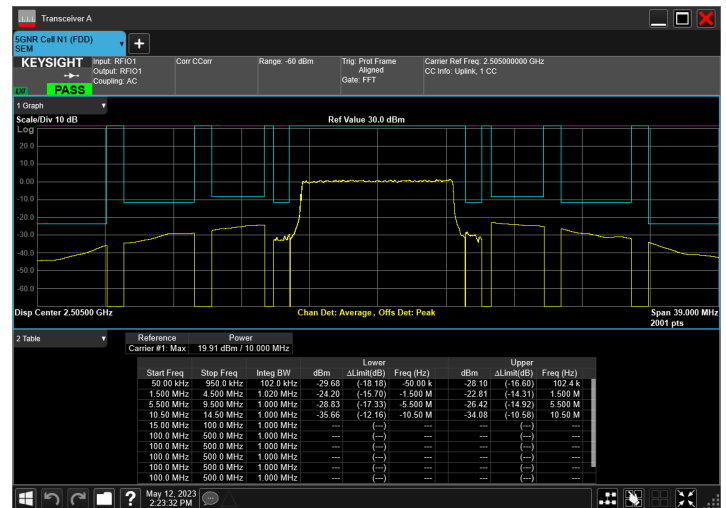 Transceiver A
5GNR Cell N1 (FDD)
SEM
KEYSIGHT
LXI
PASS
Input: RFIO1
Output: RFIO1
Coupling: AC
Corr CCorr
Range: -60 dBm
Trig: Prot Frame
Aligned
Gate: FFT
Carrier Ref Freq: 2.505000000 GHz
CC Info: Uplink, 1 CC
1 Graph
Scale/Div 10 dB
Ref Value 30.0 dBm
Log
20.0
10.0
0.00
-10.0
-20.0
-30.0
-40.0
-50.0
-60.0
Disp Center 2.50500 GHz
Chan Det: Average , Offs Det: Peak
Span 39.000 MHz
2001 pts
2 Table
Reference Power
Carrier #1: Max 19.91 dBm / 10.000 MHz
Lower Upper
Start Freq Stop Freq Integ BW dBm ΔLimit(dB) Freq (Hz) dBm ΔLimit(dB) Freq (Hz)
50.00 kHz 950.0 kHz 102.0 kHz -29.68 (-18.18) -50.00 k -28.10 (-16.60) 102.4 k
1.500 MHz 4.500 MHz 1.020 MHz -24.20 (-15.70) -1.500 M -22.81 (-14.31) 1.500 M
5.500 MHz 9.500 MHz 1.000 MHz -28.83 (-17.33) -5.500 M -26.42 (-14.92) 5.500 M
10.50 MHz 14.50 MHz 1.000 MHz -35.66 (-12.16) -10.50 M -34.08 (-10.58) 10.50 M
15.00 MHz 100.0 MHz 1.000 MHz --- (---) --- --- (---) ---
100.0 MHz 500.0 MHz 1.000 MHz --- (---) --- --- (---) ---
100.0 MHz 500.0 MHz 1.000 MHz --- (---) --- --- (---) ---
100.0 MHz 500.0 MHz 1.000 MHz --- (---) --- --- (---) ---
100.0 MHz 500.0 MHz 1.000 MHz --- (---) --- --- (---) ---
100.0 MHz 500.0 MHz 1.000 MHz --- (---) --- --- (---) ---
May 12, 2023
2:23:32 PM